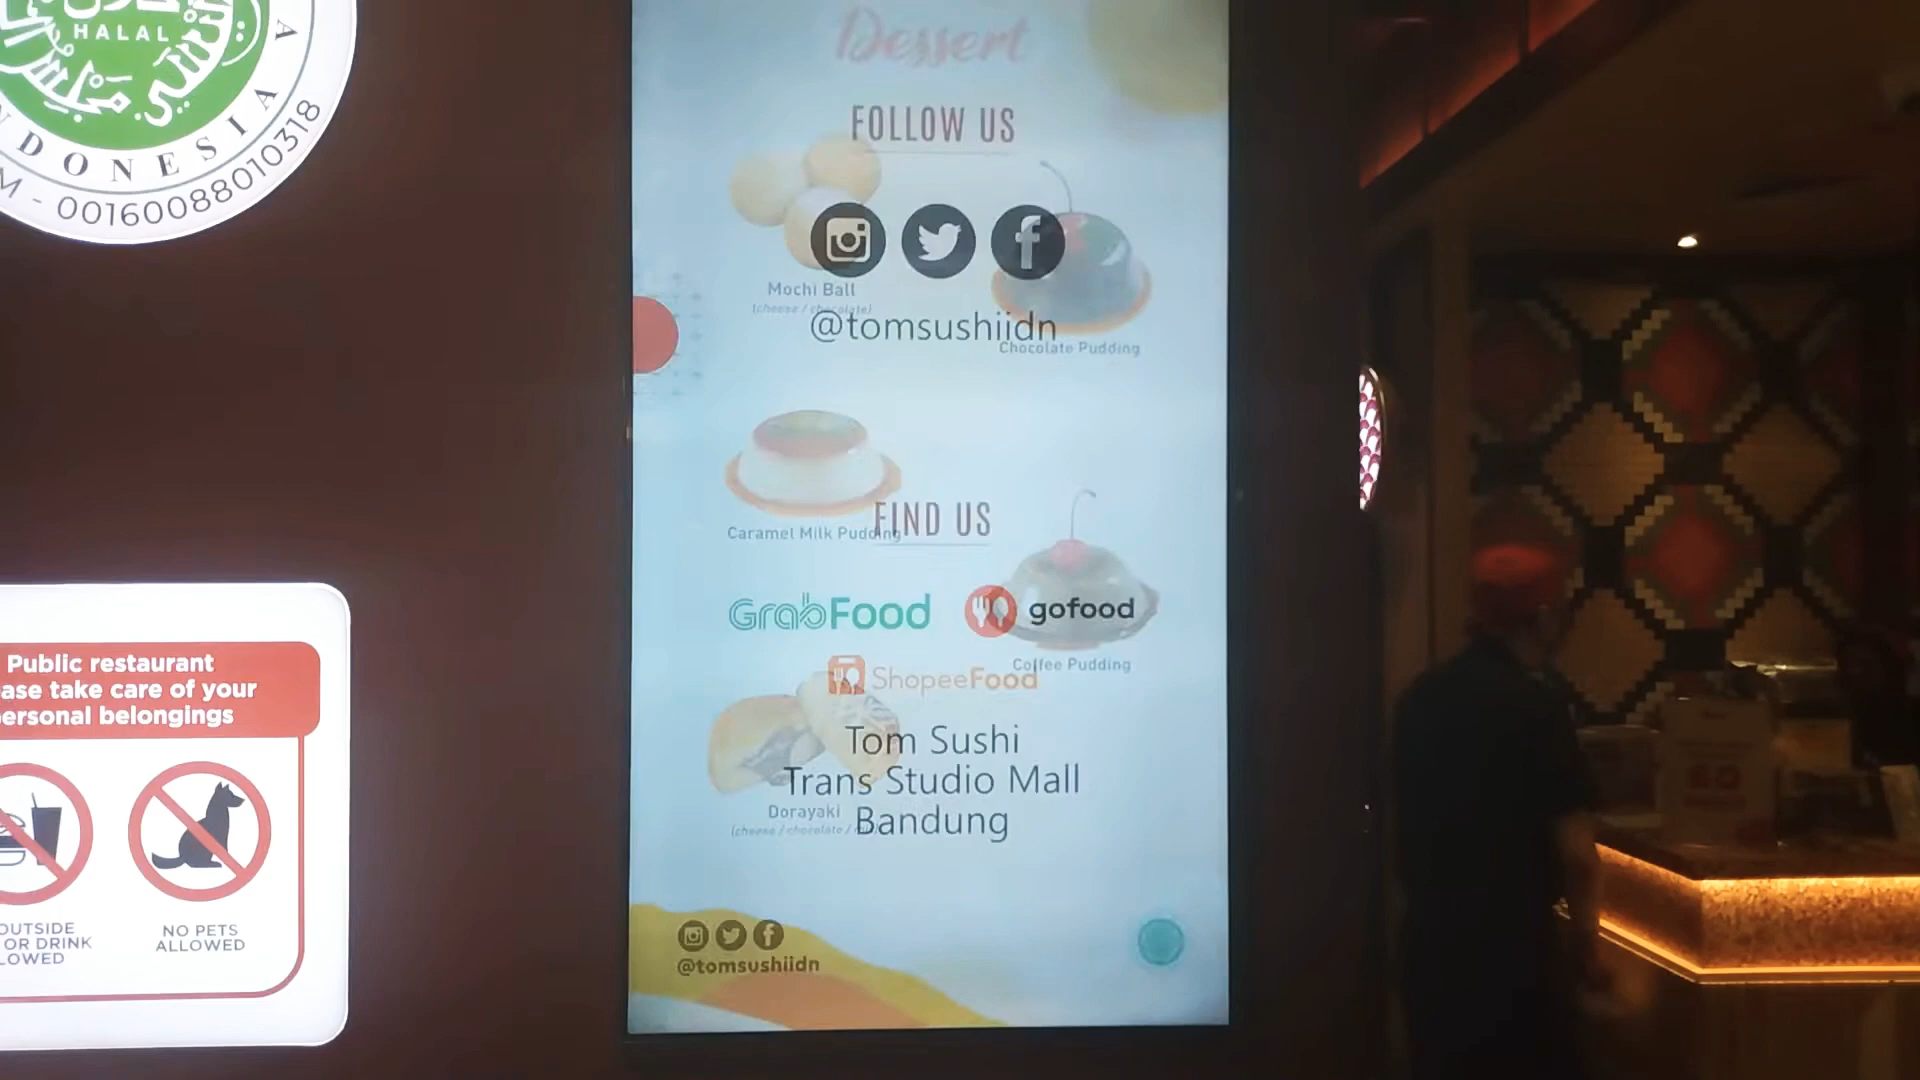 HALAL
INDONESIA
M - 00160088010318
Public restaurant
ase take care of your
ersonal belongings
OUTSIDE
OR DRINK
LOWED
NO PETS
ALLOWED
Dessert
FOLLOW US
Mochi Ball
(cheese / chocolate)
@tomsushiidn
Chocolate Pudding
FIND US
Caramel Milk Pudding
GrabFood
gofood
Coffee Pudding
ShopeeFood
Tom Sushi
Trans Studio Mall
Bandung
Dorayaki
(cheese / chocolate /
@tomsushiidn